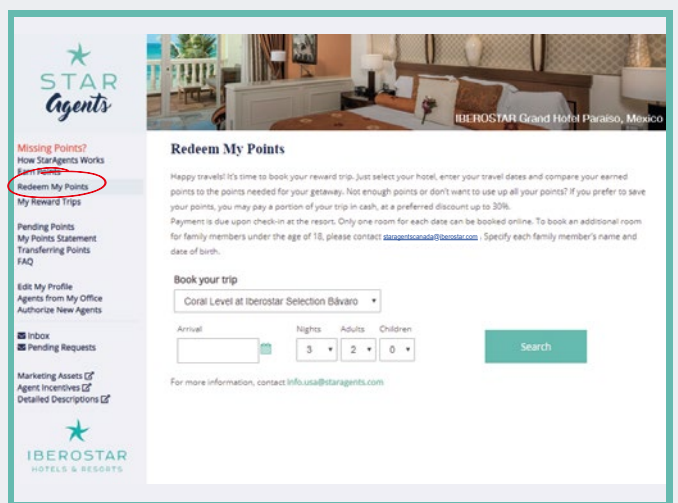 STAR
Agents
IBEROSTAR Grand Hotel Paraíso, Mexico
Missing Points?
How StarAgents Works
Earn Points
Redeem My Points
My Reward Trips
Pending Points
My Points Statement
Transferring Points
FAQ
Edit My Profile
Agents from My Office
Authorize New Agents
Inbox
Pending Requests
Marketing Assets
Agent Incentives
Detailed Descriptions
IBEROSTAR
HOTELS & RESORTS
Redeem My Points
Happy travels! It's time to book your reward trip. Just select your hotel, enter your travel dates and compare your earned
points to the points needed for your getaway. Not enough points or don't want to use up all your points? If you prefer to save
your points, you may pay a portion of your trip in cash, at a preferred discount up to 30%.
Payment is due upon check-in at the resort. Only one room for each date can be booked online. To book an additional room
for family members under the age of 18, please contact staragentscanada@iberostar.com . Specify each family member's name and
date of birth.
Book your trip
Coral Level at Iberostar Selection Bávaro
Arrival Nights Adults Children
3 2 0
Search
For more information, contact info.usa@staragents.com